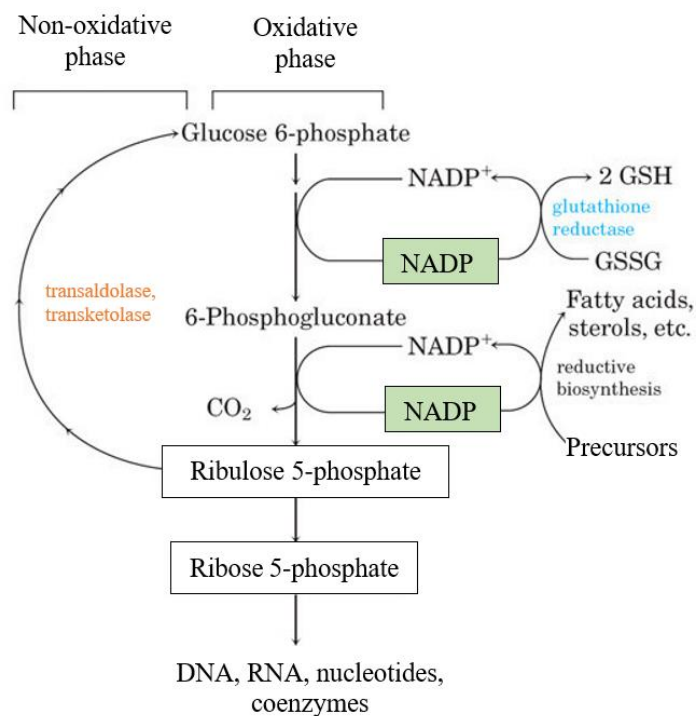 Non-oxidative
phase
Oxidative
phase
Glucose 6-phosphate
NADP⁺
2 GSH
glutathione
reductase
NADP
GSSG
transaldolase,
transketolase
6-Phosphogluconate
Fatty acids,
sterols, etc.
NADP⁺
reductive
biosynthesis
CO₂
NADP
Precursors
Ribulose 5-phosphate
Ribose 5-phosphate
DNA, RNA, nucleotides,
coenzymes